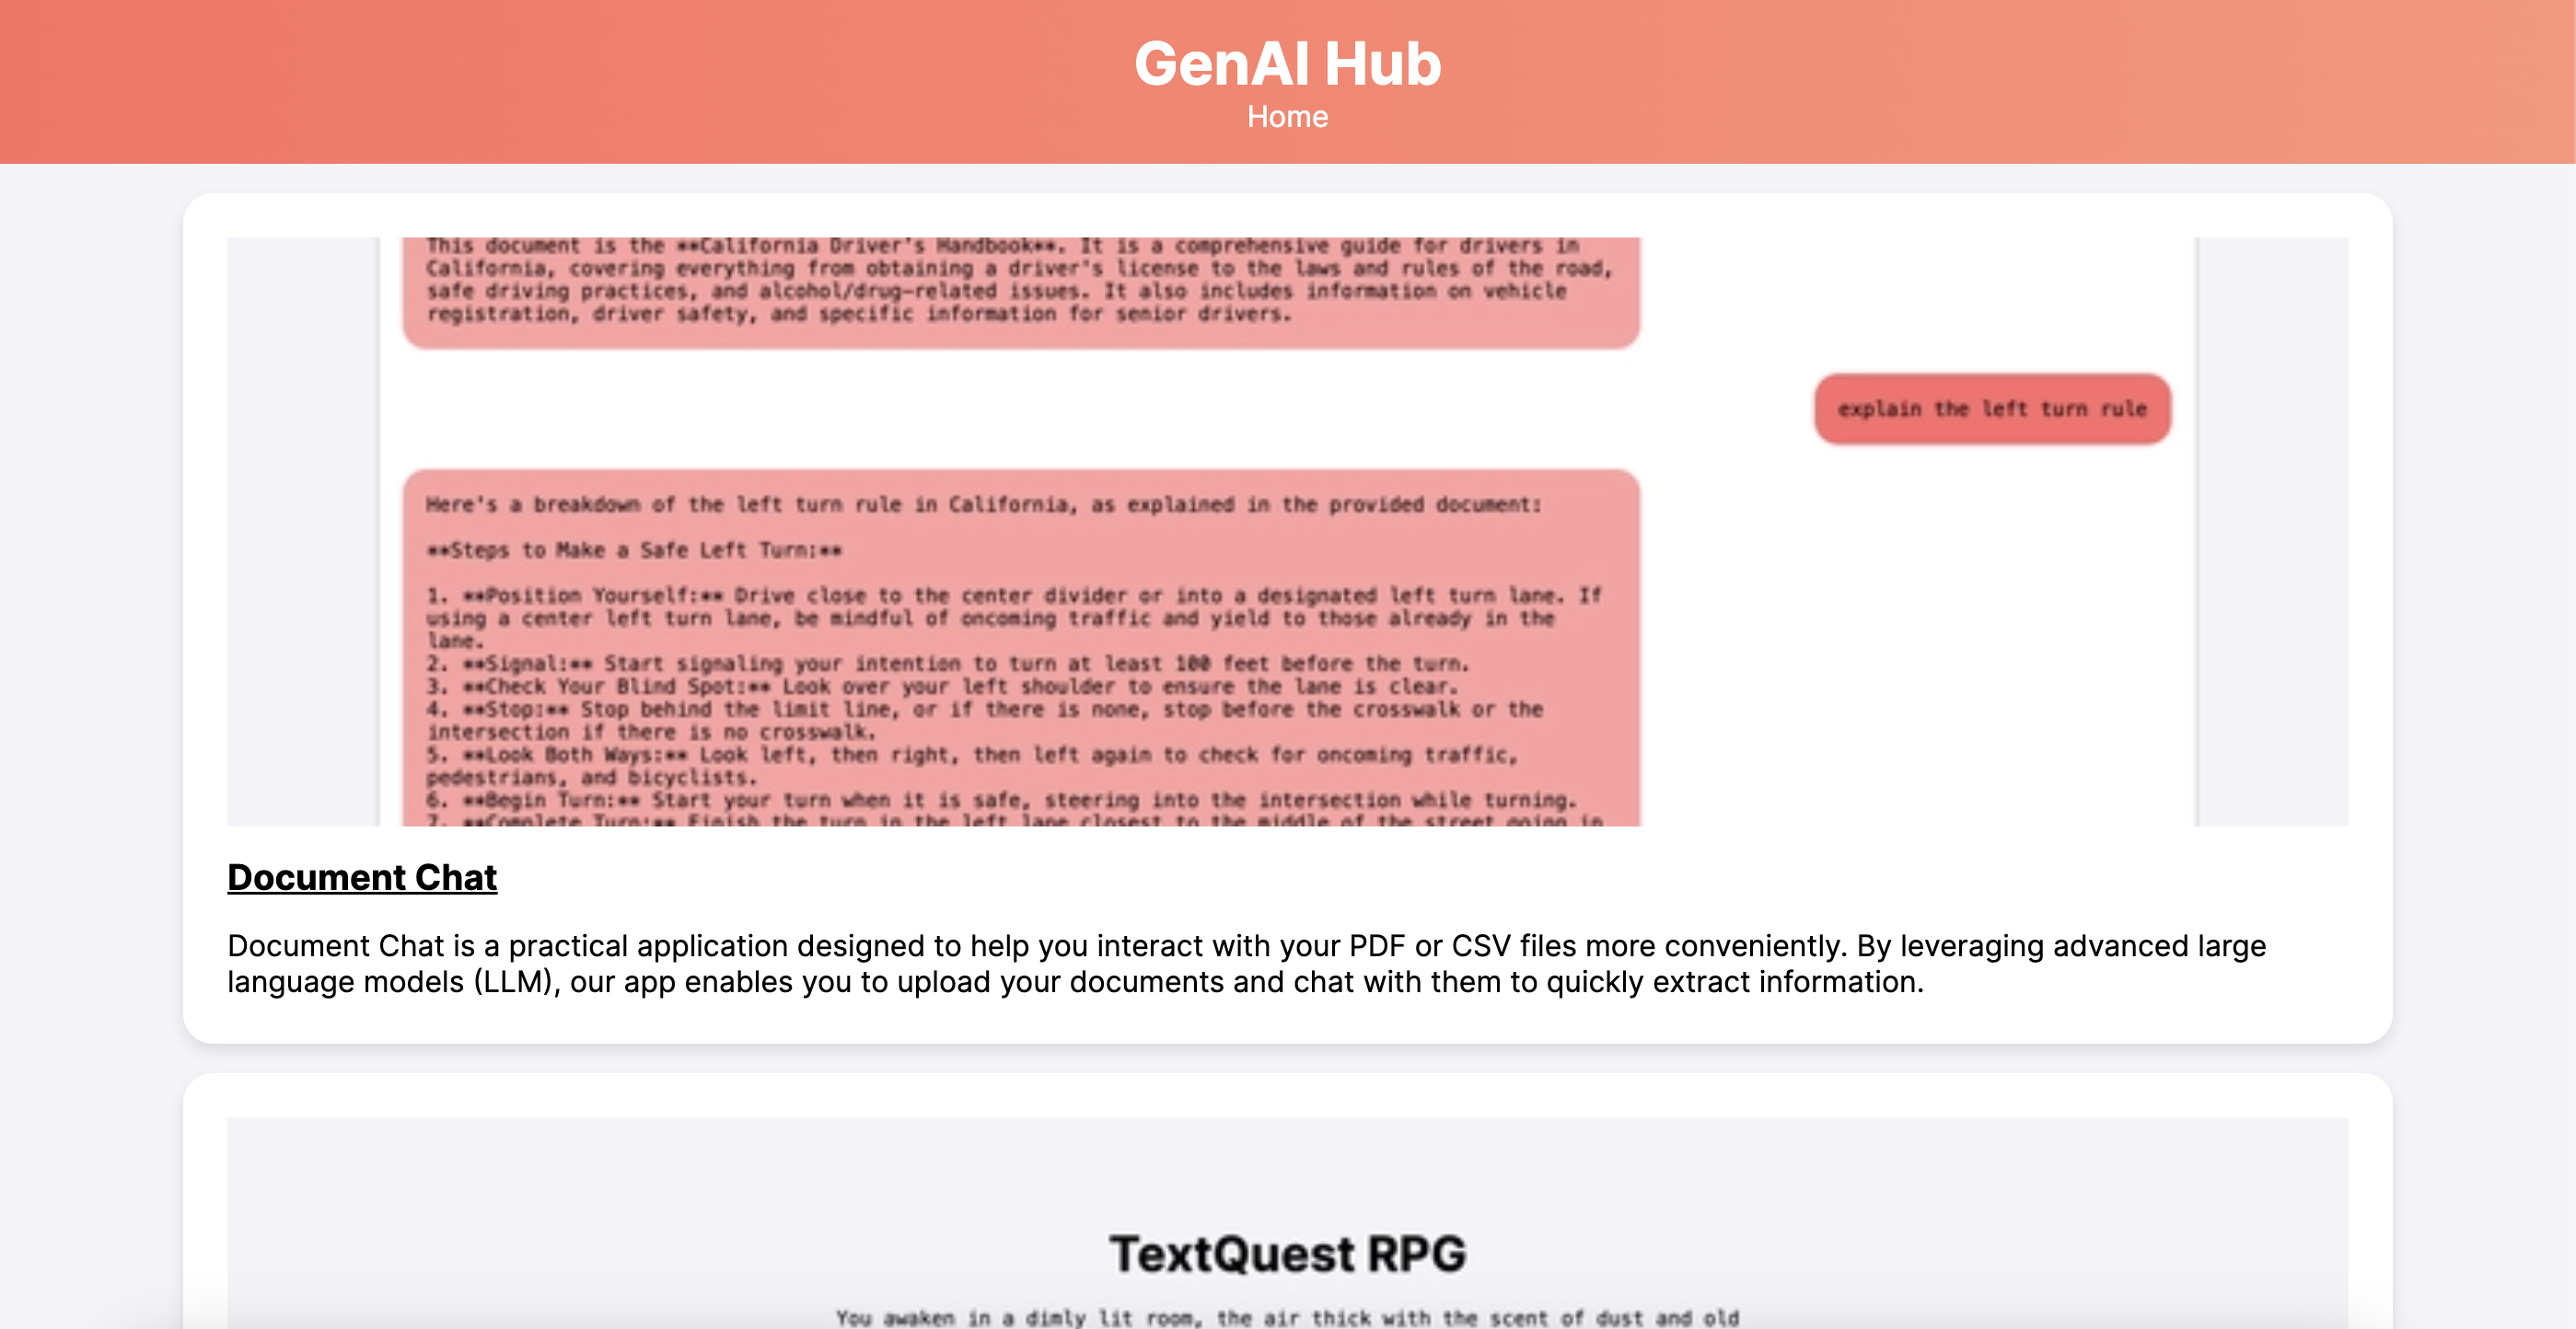 GenAI Hub
Home
This document is the **California Driver's Handbook**. It is a comprehensive guide for drivers in
California, covering everything from obtaining a driver's license to the laws and rules of the road,
safe driving practices, and alcohol/drug-related issues. It also includes information on vehicle
registration, driver safety, and specific information for senior drivers.
explain the left turn rule
Here's a breakdown of the left turn rule in California, as explained in the provided document:
**Steps to Make a Safe Left Turn:**
1. **Position Yourself:** Drive close to the center divider or into a designated left turn lane. If
using a center left turn lane, be mindful of oncoming traffic and yield to those already in the
lane.
2. **Signal:** Start signaling your intention to turn at least 100 feet before the turn.
3. **Check Your Blind Spot:** Look over your left shoulder to ensure the lane is clear.
4. **Stop:** Stop behind the limit line, or if there is none, stop before the crosswalk or the
intersection if there is no crosswalk.
5. **Look Both Ways:** Look left, then right, then left again to check for oncoming traffic,
pedestrians, and bicyclists.
6. **Begin Turn:** Start your turn when it is safe, steering into the intersection while turning.
7. **Complete Turn:** Finish the turn in the left lane closest to the middle of the street going in
Document Chat
Document Chat is a practical application designed to help you interact with your PDF or CSV files more conveniently. By leveraging advanced large
language models (LLM), our app enables you to upload your documents and chat with them to quickly extract information.
TextQuest RPG
You awaken in a dimly lit room, the air thick with the scent of dust and old